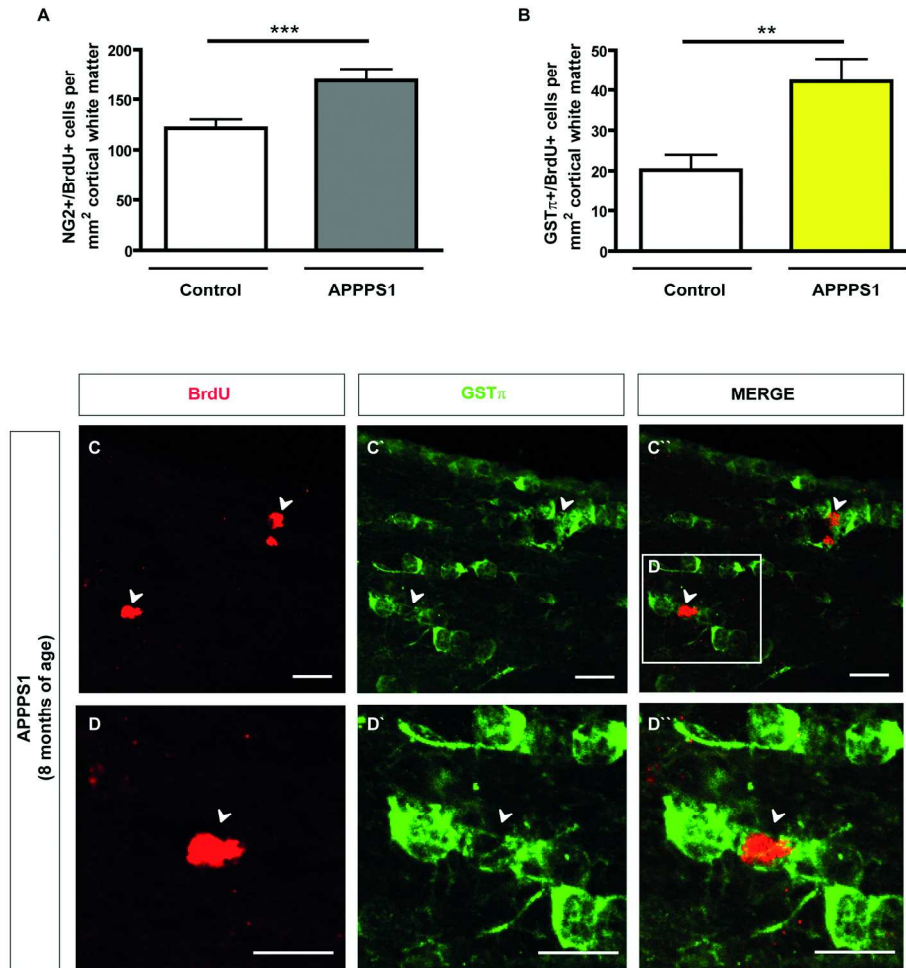 A
***
200
150
100
50
0
NG2+/BrdU+ cells per
mm² cortical white matter
Control
APPPS1
B
**
50
40
30
20
10
0
GSTπ+/BrdU+ cells per
mm² cortical white matter
Control
APPPS1
BrdU
GSTπ
MERGE
APPPS1
(8 months of age)
C
C`
C``
D
D
D`
D``